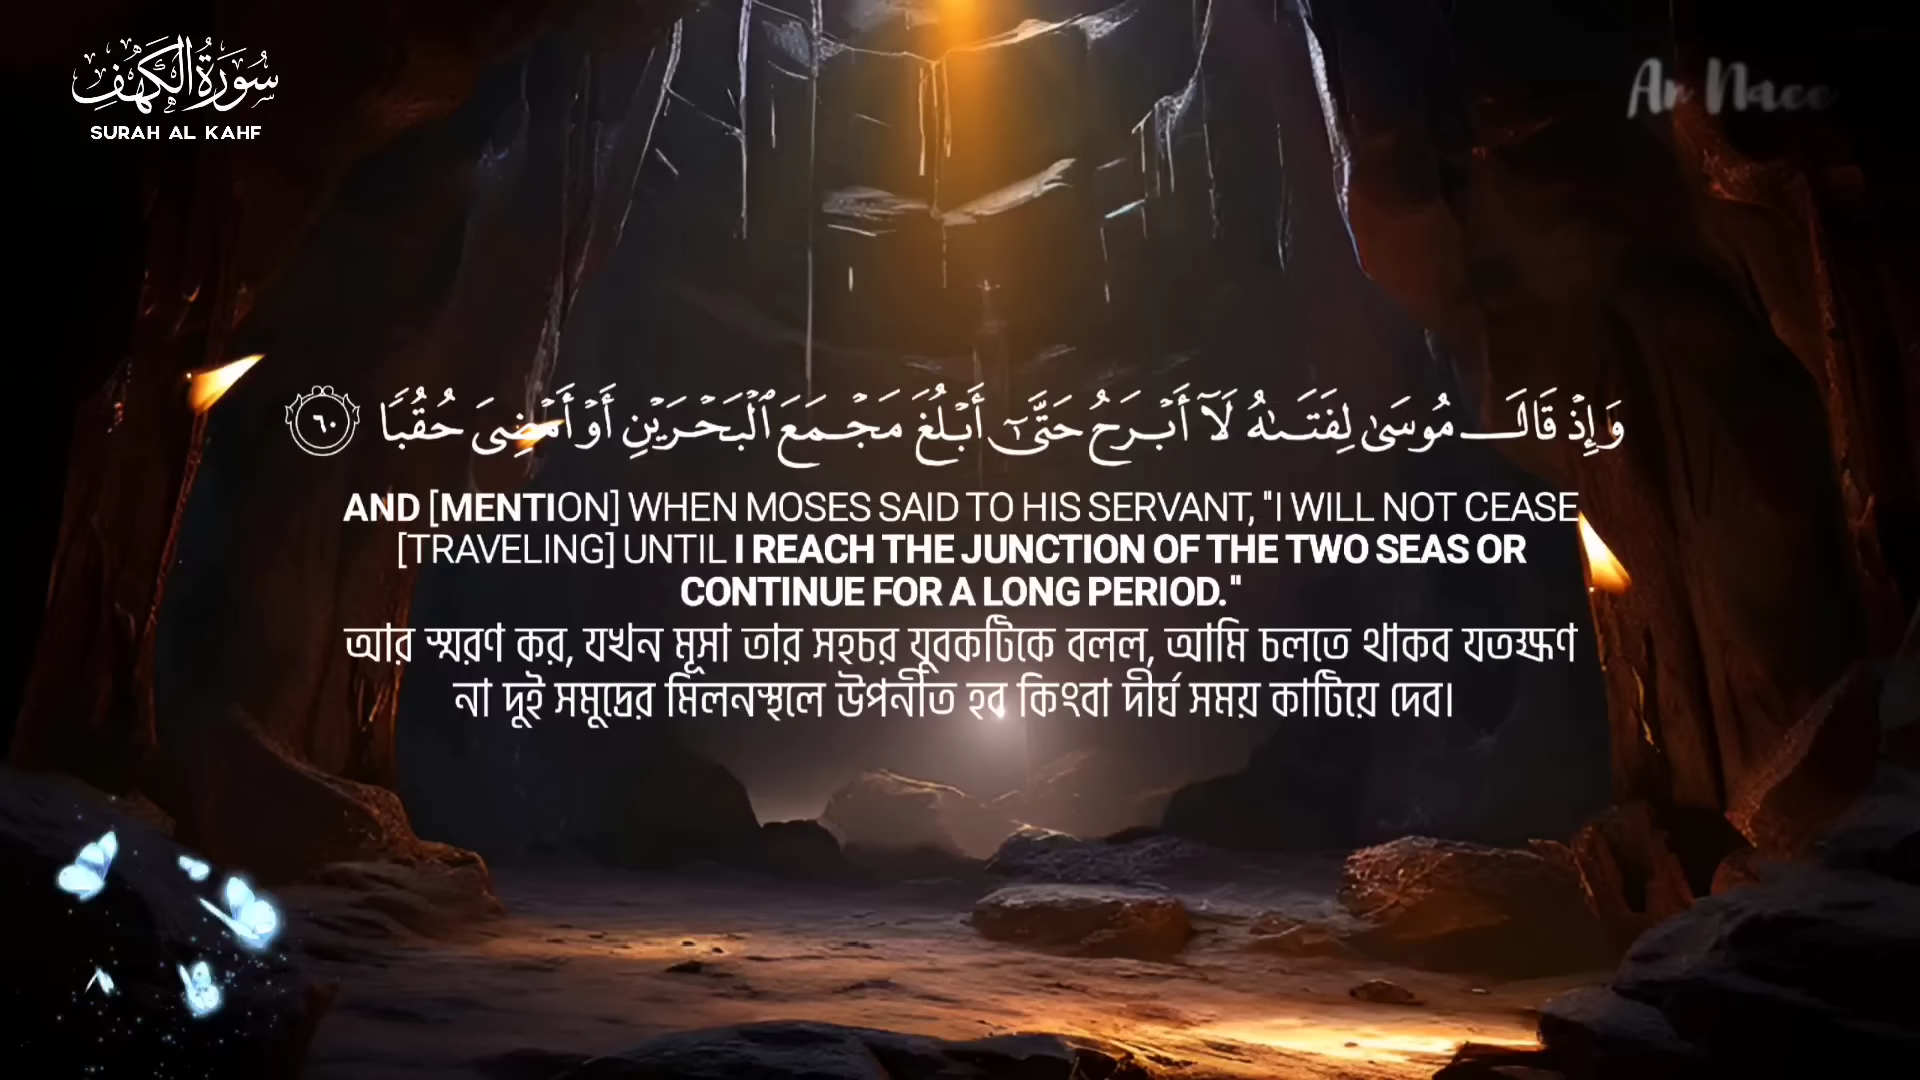 سُورَةُ الكَهْفِ
SURAH AL KAHF
وَإِذْ قَالَ مُوسَىٰ لِفَتَىٰهُ لَآ أَبْرَحُ حَتَّىٰٓ أَبْلُغَ مَجْمَعَ ٱلْبَحْرَيْنِ أَوْ أَمْضِىَ حُقُبًا ٦٠
AND [MENTION] WHEN MOSES SAID TO HIS SERVANT, "I WILL NOT CEASE
[TRAVELING] UNTIL I REACH THE JUNCTION OF THE TWO SEAS OR
CONTINUE FOR A LONG PERIOD."
আর স্মরণ কর, যখন মূসা তার সহচর যুবকটিকে বলল, আমি চলতে থাকব যতক্ষণ
না দুই সমুদ্রের মিলনস্থলে উপনীত হব কিংবা দীর্ঘ সময় কাটিয়ে দেব।